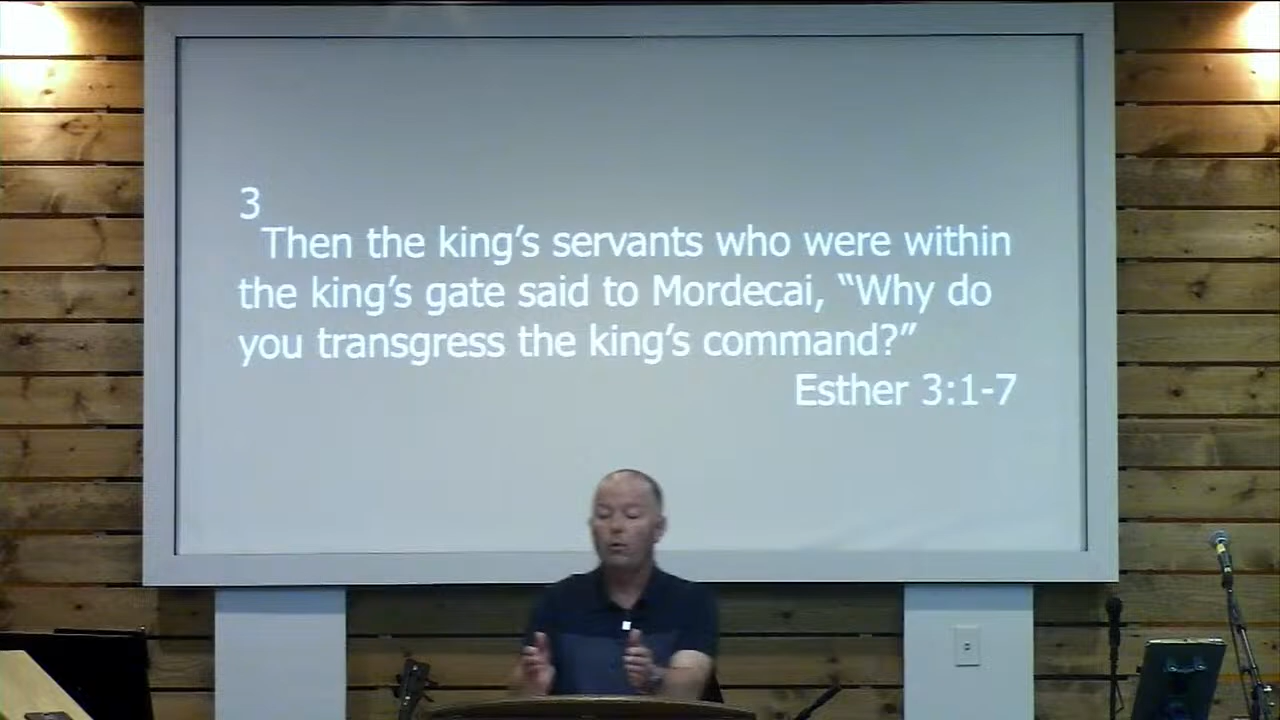 3
Then the king’s servants who were within
the king’s gate said to Mordecai, “Why do
you transgress the king’s command?”
Esther 3:1-7